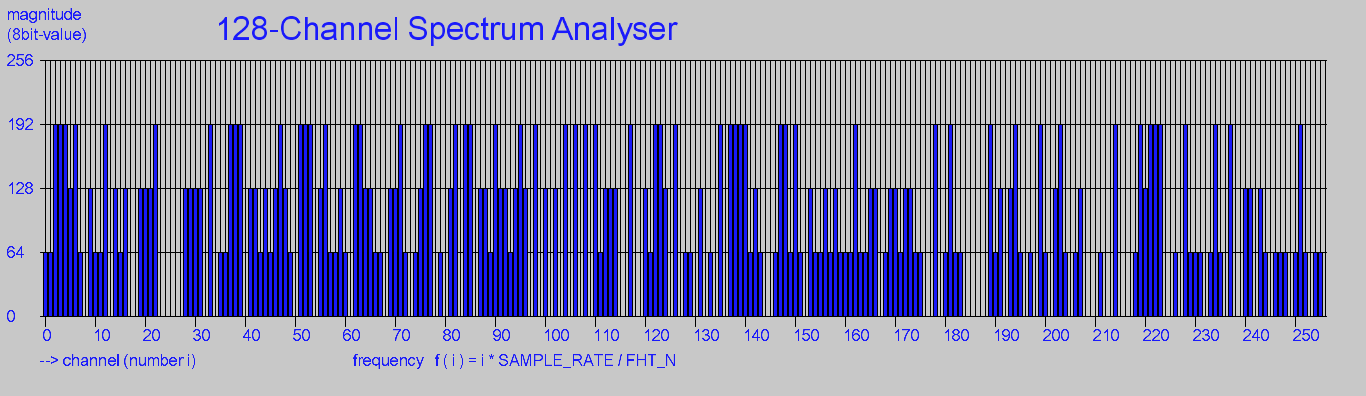 magnitude
(8bit-value)
128-Channel Spectrum Analyser
256
192
128
64
0
0 10 20 30 40 50 60 70 80 90 100 110 120 130 140 150 160 170 180 190 200 210 220 230 240 250
--> channel (number i) frequency f ( i ) = i * SAMPLE_RATE / FHT_N